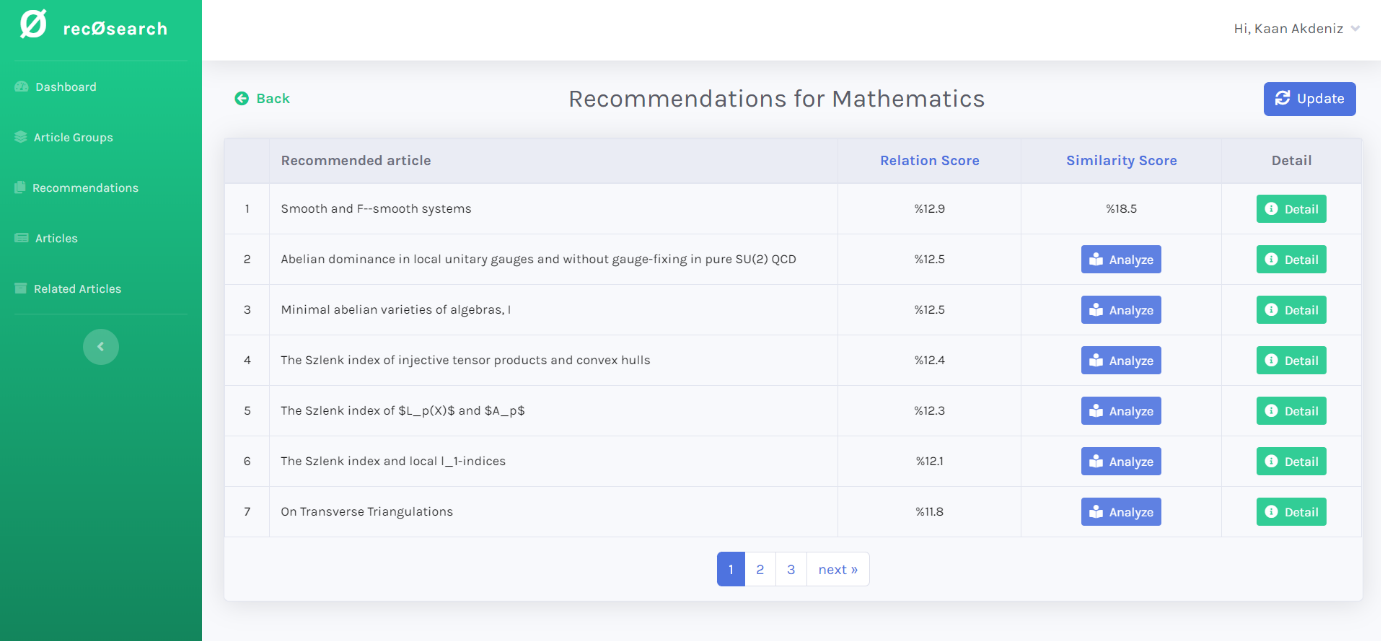 recØsearch
Hi, Kaan Akdeniz
Dashboard
Article Groups
Recommendations
Articles
Related Articles
Back
Recommendations for Mathematics
Update
Recommended article Relation Score Similarity Score Detail
1 Smooth and F--smooth systems %12.9 %18.5 Detail
2 Abelian dominance in local unitary gauges and without gauge-fixing in pure SU(2) QCD %12.5 Analyze Detail
3 Minimal abelian varieties of algebras, I %12.5 Analyze Detail
4 The Szlenk index of injective tensor products and convex hulls %12.4 Analyze Detail
5 The Szlenk index of $L_p(X)$ and $A_p$ %12.3 Analyze Detail
6 The Szlenk index and local l_1-indices %12.1 Analyze Detail
7 On Transverse Triangulations %11.8 Analyze Detail
1 2 3 next »